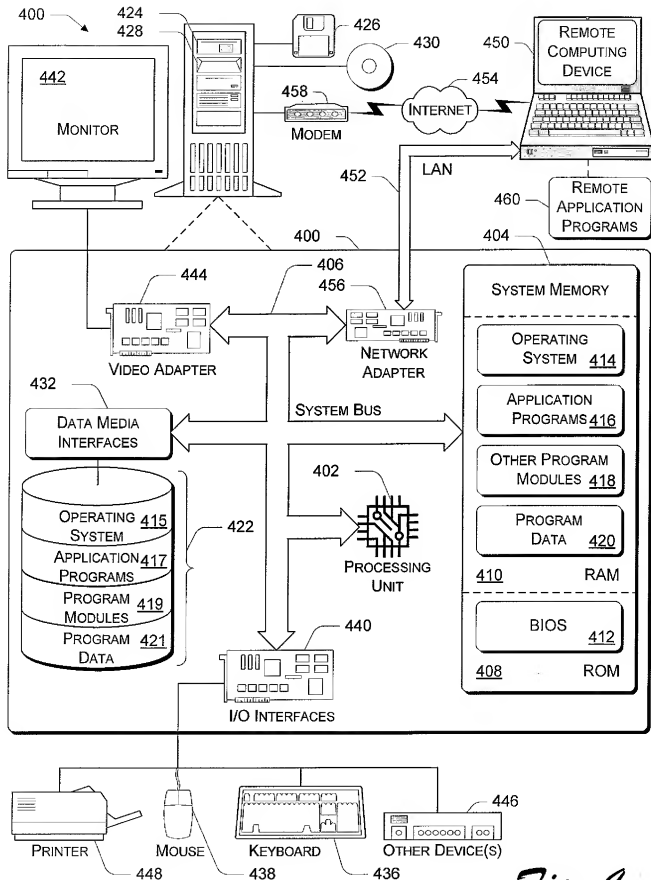 400
424
428
426
430
442
MONITOR
458
MODEM
INTERNET
454
450
REMOTE
COMPUTING
DEVICE
452
LAN
460
REMOTE
APPLICATION
PROGRAMS
400
404
444
VIDEO ADAPTER
406
456
NETWORK
ADAPTER
SYSTEM MEMORY
OPERATING
SYSTEM 414
APPLICATION
PROGRAMS 416
OTHER PROGRAM
MODULES 418
PROGRAM
DATA 420
410 RAM
BIOS 412
408 ROM
432
DATA MEDIA
INTERFACES
SYSTEM BUS
402
PROCESSING
UNIT
OPERATING 415
SYSTEM
APPLICATION 417
PROGRAMS
PROGRAM 419
MODULES
PROGRAM 421
DATA
422
440
I/O INTERFACES
PRINTER
448
MOUSE
438
KEYBOARD
436
446
OTHER DEVICE(S)